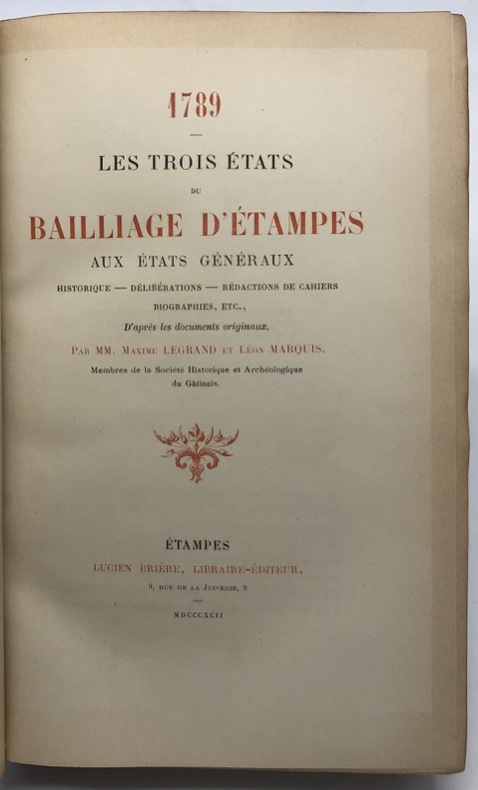 1789
LES TROIS ÉTATS
DU
BAILLIAGE D'ÉTAMPES
AUX ÉTATS GÉNÉRAUX
HISTORIQUE — DÉLIBÉRATIONS — RÉDACTIONS DE CAHIERS
BIOGRAPHIES, ETC.,
D'après les documents originaux,
PAR MM. MAXIME LEGRAND ET LÉON MARQUIS,
Membres de la Société Historique et Archéologique
du Gâtinais.
ÉTAMPES
LUCIEN BRIÈRE, LIBRAIRE-ÉDITEUR,
9, RUE DE LA JUIVERIE, 9
MDCCCXCII